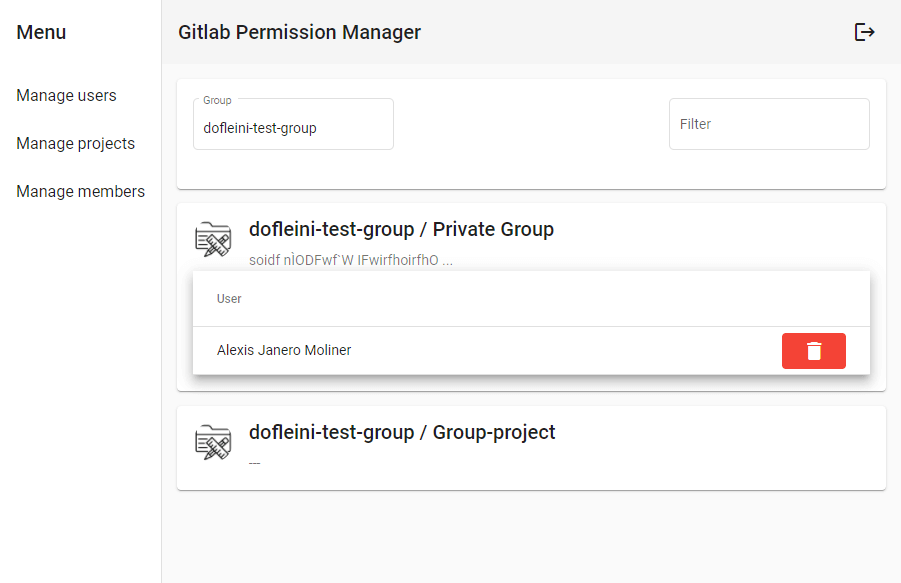 Menu
Gitlab Permission Manager
Manage users
Manage projects
Manage members
Group
dofleini-test-group
Filter
dofleini-test-group / Private Group
soidf nÌODFwf`W IFwirfhoirfhO ...
User
Alexis Janero Moliner
dofleini-test-group / Group-project
---